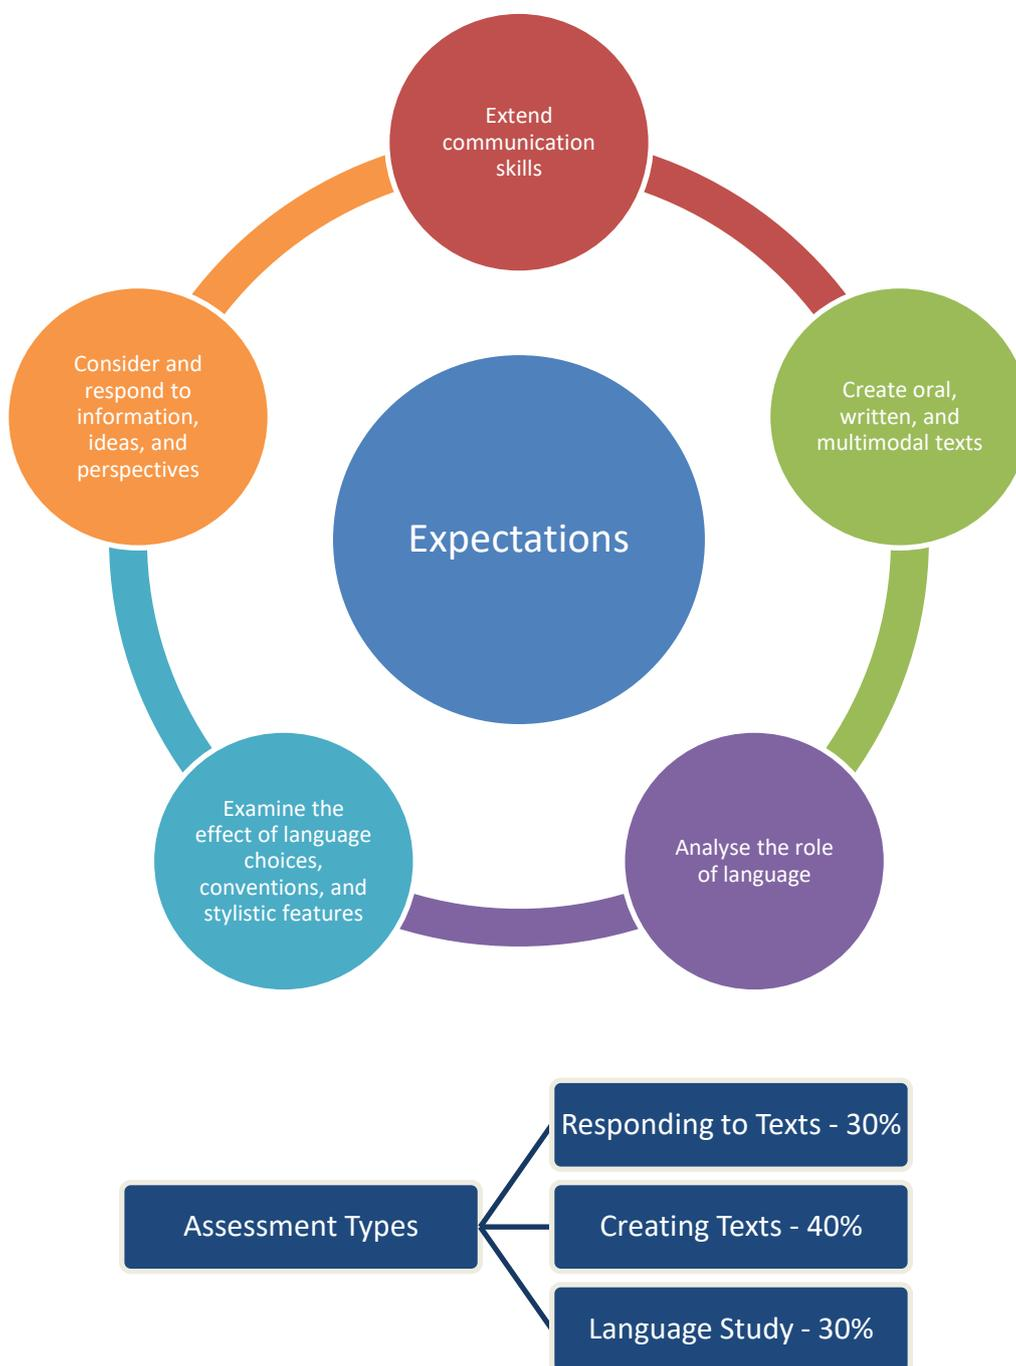 Extend
communication
skills
Create oral,
written, and
multimodal texts
Analyse the role
of language
Examine the
effect of language
choices,
conventions, and
stylistic features
Consider and
respond to
information,
ideas, and
perspectives
Expectations
Assessment Types
Responding to Texts - 30%
Creating Texts - 40%
Language Study - 30%